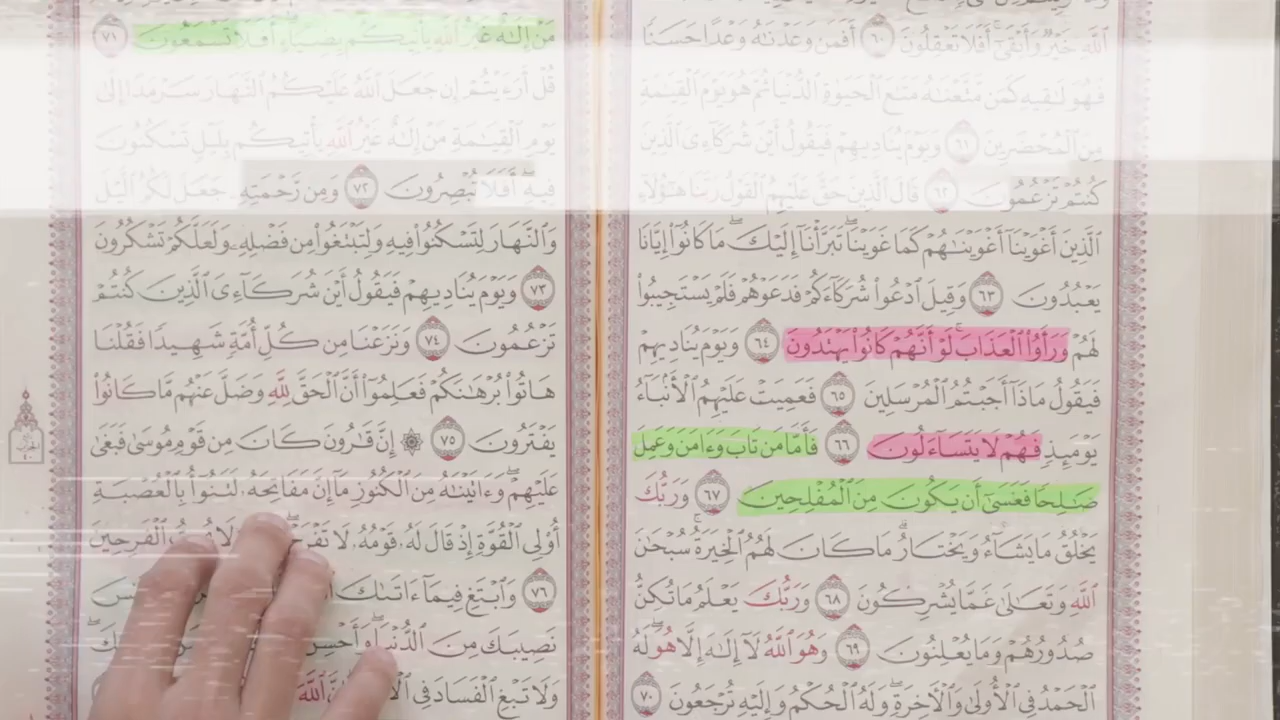 ٱللَّهِ خَيْرٌ وَأَبْقَىٰٓ أَفَلَا تَعْقِلُونَ ٦٠ أَفَمَن وَعَدْنَٰهُ وَعْدًا حَسَنًا
فَهُوَ لَٰقِيهِ كَمَن مَّتَّعْنَٰهُ مَتَٰعَ ٱلْحَيَوٰةِ ٱلدُّنْيَا ثُمَّ هُوَ يَوْمَ ٱلْقِيَٰمَةِ
مِنَ ٱلْمُحْضَرِينَ ٦١ وَيَوْمَ يُنَادِيهِمْ فَيَقُولُ أَيْنَ شُرَكَآءِىَ ٱلَّذِينَ
كُنتُمْ تَزْعُمُونَ ٦٢ قَالَ ٱلَّذِينَ حَقَّ عَلَيْهِمُ ٱلْقَوْلُ رَبَّنَا هَٰٓؤُلَآءِ
ٱلَّذِينَ أَغْوَيْنَآ أَغْوَيْنَٰهُمْ كَمَا غَوَيْنَا ۖ تَبَرَّأْنَآ إِلَيْكَ ۖ مَا كَانُوٓا۟ إِيَّانَا
يَعْبُدُونَ ٦٣ وَقِيلَ ٱدْعُوا۟ شُرَكَآءَكُمْ فَدَعَوْهُمْ فَلَمْ يَسْتَجِيبُوا۟
لَهُمْ وَرَأَوُا۟ ٱلْعَذَابَ ۚ لَوْ أَنَّهُمْ كَانُوا۟ يَهْتَدُونَ ٦٤ وَيَوْمَ يُنَادِيهِمْ
فَيَقُولُ مَاذَآ أَجَبْتُمُ ٱلْمُرْسَلِينَ ٦٥ فَعَمِيَتْ عَلَيْهِمُ ٱلْأَنۢبَآءُ
يَوْمَئِذٍ فَهُمْ لَا يَتَسَآءَلُونَ ٦٦ فَأَمَّا مَن تَابَ وَءَامَنَ وَعَمِلَ
صَٰلِحًا فَعَسَىٰٓ أَن يَكُونَ مِنَ ٱلْمُفْلِحِينَ ٦٧ وَرَبُّكَ
يَخْلُقُ مَا يَشَآءُ وَيَخْتَارُ ۗ مَا كَانَ لَهُمُ ٱلْخِيَرَةُ ۚ سُبْحَٰنَ
ٱللَّهِ وَتَعَٰلَىٰ عَمَّا يُشْرِكُونَ ٦٨ وَرَبُّكَ يَعْلَمُ مَا تُكِنُّ
صُدُورُهُمْ وَمَا يُعْلِنُونَ ٦٩ وَهُوَ ٱللَّهُ لَآ إِلَٰهَ إِلَّا هُوَ ۖ لَهُ
ٱلْحَمْدُ فِى ٱلْأُولَىٰ وَٱلْءَاخِرَةِ ۖ وَلَهُ ٱلْحُكْمُ وَإِلَيْهِ تُرْجَعُونَ ٧٠
مَنْ إِلَٰهٌ غَيْرُ ٱللَّهِ يَأْتِيكُم بِضِيَآءٍ ۖ أَفَلَا تَسْمَعُونَ ٧١
قُلْ أَرَءَيْتُمْ إِن جَعَلَ ٱللَّهُ عَلَيْكُمُ ٱلنَّهَارَ سَرْمَدًا إِلَىٰ
يَوْمِ ٱلْقِيَٰمَةِ مَنْ إِلَٰهٌ غَيْرُ ٱللَّهِ يَأْتِيكُم بِلَيْلٍ تَسْكُنُونَ
فِيهِ ۖ أَفَلَا تُبْصِرُونَ ٧٢ وَمِن رَّحْمَتِهِۦ جَعَلَ لَكُمُ ٱلَّيْلَ
وَٱلنَّهَارَ لِتَسْكُنُوا۟ فِيهِ وَلِتَبْتَغُوا۟ مِن فَضْلِهِۦ وَلَعَلَّكُمْ تَشْكُرُونَ
٧٣ وَيَوْمَ يُنَادِيهِمْ فَيَقُولُ أَيْنَ شُرَكَآءِىَ ٱلَّذِينَ كُنتُمْ
تَزْعُمُونَ ٧٤ وَنَزَعْنَا مِن كُلِّ أُمَّةٍ شَهِيدًا فَقُلْنَا
هَاتُوا۟ بُرْهَٰنَكُمْ فَعَلِمُوٓا۟ أَنَّ ٱلْحَقَّ لِلَّهِ وَضَلَّ عَنْهُم مَّا كَانُوا۟
يَفْتَرُونَ ٧٥ ۞ إِنَّ قَٰرُونَ كَانَ مِن قَوْمِ مُوسَىٰ فَبَغَىٰ
عَلَيْهِمْ ۖ وَءَاتَيْنَٰهُ مِنَ ٱلْكُنُوزِ مَآ إِنَّ مَفَاتِحَهُۥ لَتَنُوٓأُ بِٱلْعُصْبَةِ
أُو۟لِى ٱلْقُوَّةِ إِذْ قَالَ لَهُۥ قَوْمُهُۥ لَا تَفْرَحْ ۖ ٱلْفَرِحِينَ
٧٦ وَٱبْتَغِ فِيمَآ ءَاتَىٰكَ
نَصِيبَكَ مِنَ ٱلدُّنْيَا ۖ وَأَحْسِن
وَلَا تَبْغِ ٱلْفَسَادَ فِى ٱللَّهَ